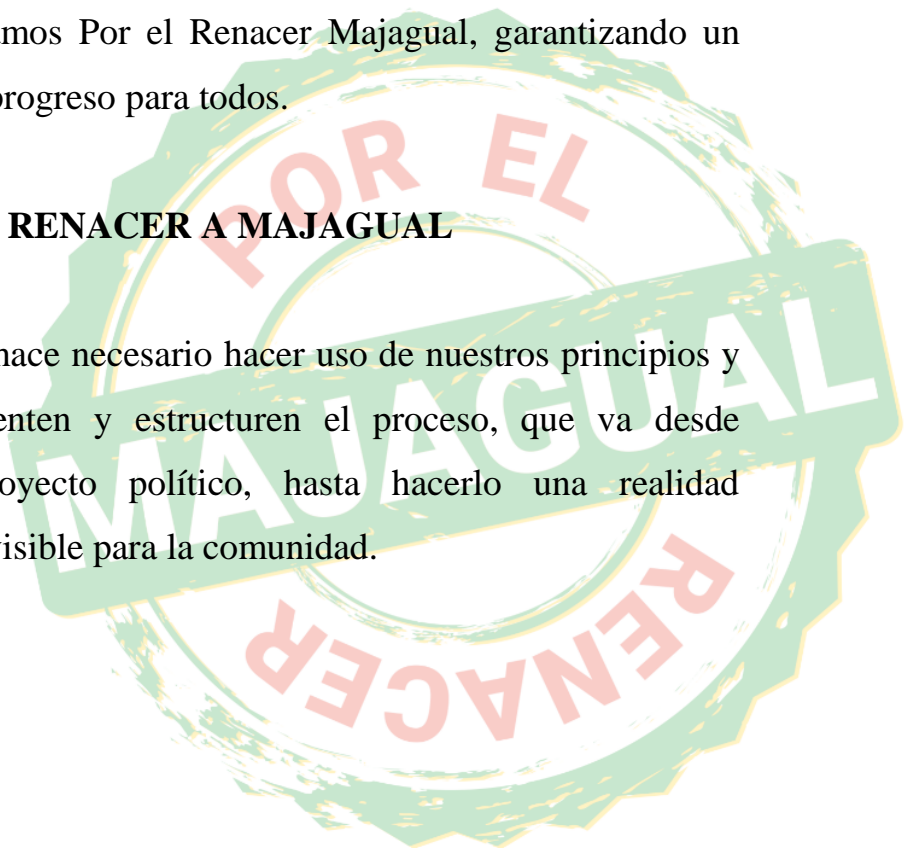 amos Por el Renacer Majagual, garantizando un
progreso para todos.
POR EL
RENACER A MAJAGUAL
hace necesario hacer uso de nuestros principios y
enten y estructuren el proceso, que va desde
MAJAGUAL
oyecto político, hasta hacerlo una realidad
visible para la comunidad.
RENACER